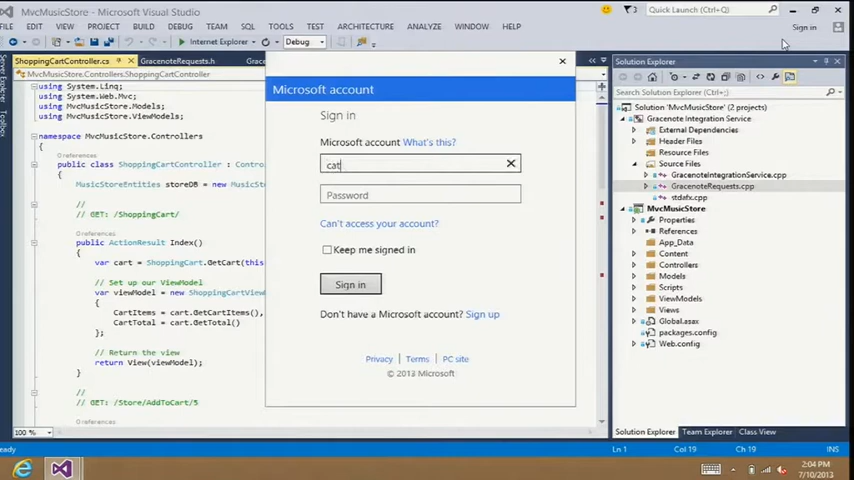 MvcMusicStore - Microsoft Visual Studio
3
Quick Launch (Ctrl+Q)
FILE EDIT VIEW
TEAM SQL TOOLS TEST ARCHITECTURE ANALYZE WINDOW HELP
Sign in
Internet Explorer
Debug
ShoppingCartController.cs
GracenoteRequests.h
Solution Explorer
MvcMusicStore.Controllers.ShoppingCartController
Search Solution Explorer (Ctrl+;)
Server Explorer
Toolbox
using System.Linq;
using System.Web.Mvc;
using MvcMusicStore.Models;
using MvcMusicStore.ViewModels;
namespace MvcMusicStore.Controllers
{
0 references
public class ShoppingCartController : Contr
{
MusicStoreEntities storeDB = new MusicSt
//
// GET: /ShoppingCart/
0 references
public ActionResult Index()
{
var cart = ShoppingCart.GetCart(this
// Set up our ViewModel
var viewModel = new ShoppingCartView
{
CartItems = cart.GetCartItems(),
CartTotal = cart.GetTotal()
};
// Return the view
return View(viewModel);
}
//
// GET: /Store/AddToCart/5
0 references
Microsoft account
Sign in
Microsoft account What's this?
cat
Password
Can't access your account?
Keep me signed in
Sign in
Don't have a Microsoft account? Sign up
Privacy | Terms | PC site
© 2013 Microsoft
Solution 'MvcMusicStore' (2 projects)
Gracenote Integration Service
External Dependencies
Header Files
Resource Files
Source Files
GracenoteIntegrationService.cpp
GracenoteRequests.cpp
stdafx.cpp
MvcMusicStore
Properties
References
App_Data
Content
Controllers
Models
Scripts
ViewModels
Views
Global.asax
packages.config
Web.config
100 %
Solution Explorer Team Explorer Class View
eady
Ln 1 Col 19 Ch 19 INS
2:04 PM
7/10/2013